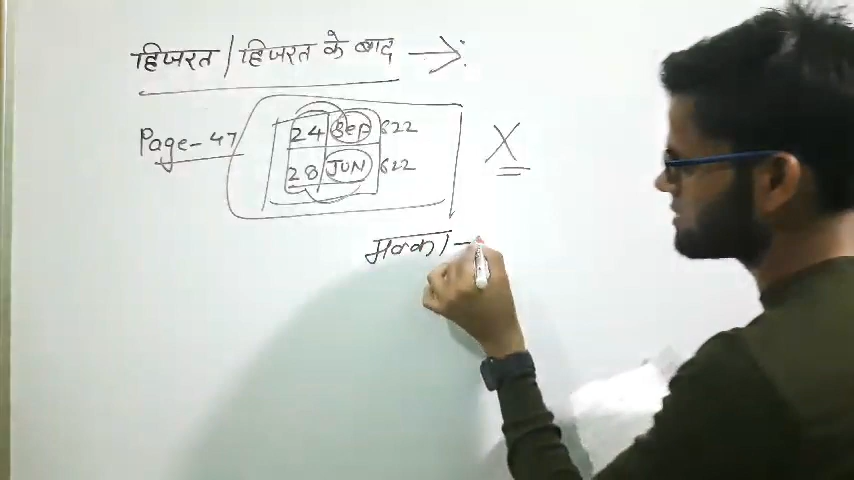 हिजरत / हिजरत के बाद →:
Page-47 24 Sep 622 X
28 JUN 622
मक्का -